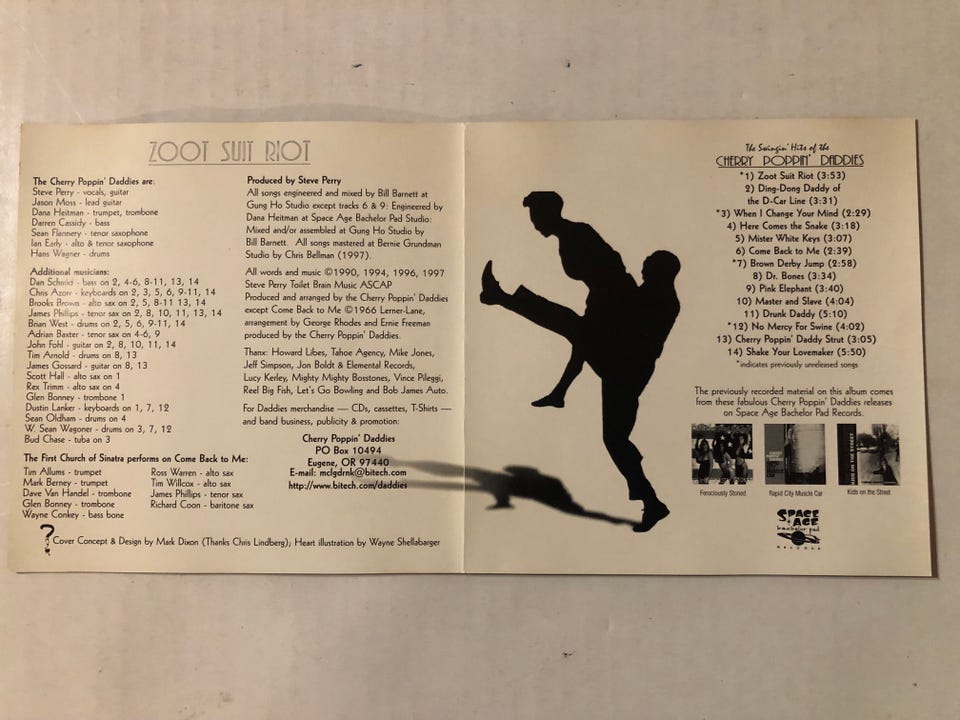 ZOOT SUIT RIOT
The Cherry Poppin' Daddies are:
Steve Perry - vocals, guitar
Jason Moss - lead guitar
Dana Heitman - trumpet, trombone
Darren Cassidy - bass
Sean Flannery - tenor saxophone
Ian Early - alto & tenor saxophone
Hans Wagner - drums
Additional musicians:
Dan Schmid - bass on 2, 4-6, 8-11, 13, 14
Chris Azorr - keyboards on 2, 3, 5, 6, 9-11, 14
Brooks Brown - alto sax on 2, 5, 8-11 13, 14
James Phillips - tenor sax on 2, 8, 10, 11, 13, 14
Brian West - drums on 2, 5, 6, 9-11, 14
Adrian Baxter - tenor sax on 4-6, 9
John Fohl - guitar on 2, 8, 10, 11, 14
Tim Arnold - drums on 8, 13
James Gossard - guitar on 8, 13
Scott Hall - alto sax on 1
Rex Trimm - alto sax on 4
Glen Bonney - trombone 1
Dustin Lanker - keyboards on 1, 7, 12
Sean Oldham - drums on 4
W. Sean Wagoner - drums on 3, 7, 12
Bud Chase - tuba on 3
The First Church of Sinatra performs on Come Back to Me:
Tim Allums - trumpet
Mark Berney - trumpet
Dave Van Handel - trombone
Glen Bonney - trombone
Wayne Conkey - bass bone
Ross Warren - alto sax
Tim Willcox - alto sax
James Phillips - tenor sax
Richard Coon - baritone sax
Cover Concept & Design by Mark Dixon (Thanks Chris Lindberg); Heart illustration by Wayne Shellabarger
Produced by Steve Perry
All songs engineered and mixed by Bill Barnett at
Gung Ho Studio except tracks 6 & 9: Engineered by
Dana Heitman at Space Age Bachelor Pad Studio:
Mixed and/or assembled at Gung Ho Studio by
Bill Barnett. All songs mastered at Bernie Grundman
Studio by Chris Bellman (1997).
All words and music ©1990, 1994, 1996, 1997
Steve Perry Toilet Brain Music ASCAP
Produced and arranged by the Cherry Poppin' Daddies
except Come Back to Me ©1966 Lerner-Lane,
arrangement by George Rhodes and Ernie Freeman
produced by the Cherry Poppin' Daddies.
Thanx: Howard Libes, Tahoe Agency, Mike Jones,
Jeff Simpson, Jon Boldt & Elemental Records,
Lucy Kerley, Mighty Mighty Bosstones, Vince Pileggi,
Reel Big Fish, Let's Go Bowling and Bob James Auto.
For Daddies merchandise — CDs, cassettes, T-Shirts —
and band business, publicity & promotion:
Cherry Poppin' Daddies
PO Box 10494
Eugene, OR 97440
E-mail: mclgdrnk@bitech.com
http://www.bitech.com/daddies
The Swingin' Hits of the
CHERRY POPPIN' DADDIES
*1) Zoot Suit Riot (3:53)
2) Ding-Dong Daddy of
the D-Car Line (3:31)
*3) When I Change Your Mind (2:29)
4) Here Comes the Snake (3:18)
5) Mister White Keys (3:07)
6) Come Back to Me (2:39)
*7) Brown Derby Jump (2:58)
8) Dr. Bones (3:34)
9) Pink Elephant (3:40)
10) Master and Slave (4:04)
11) Drunk Daddy (5:10)
*12) No Mercy For Swine (4:02)
13) Cherry Poppin' Daddy Strut (3:05)
14) Shake Your Lovemaker (5:50)
*indicates previously unreleased songs
The previously recorded material on this album comes
from these fabulous Cherry Poppin' Daddies releases
on Space Age Bachelor Pad Records.
Ferociously Stoned
Rapid City Muscle Car
Kids on the Street
SPACE
AGE
bachelor pad
RECORDS